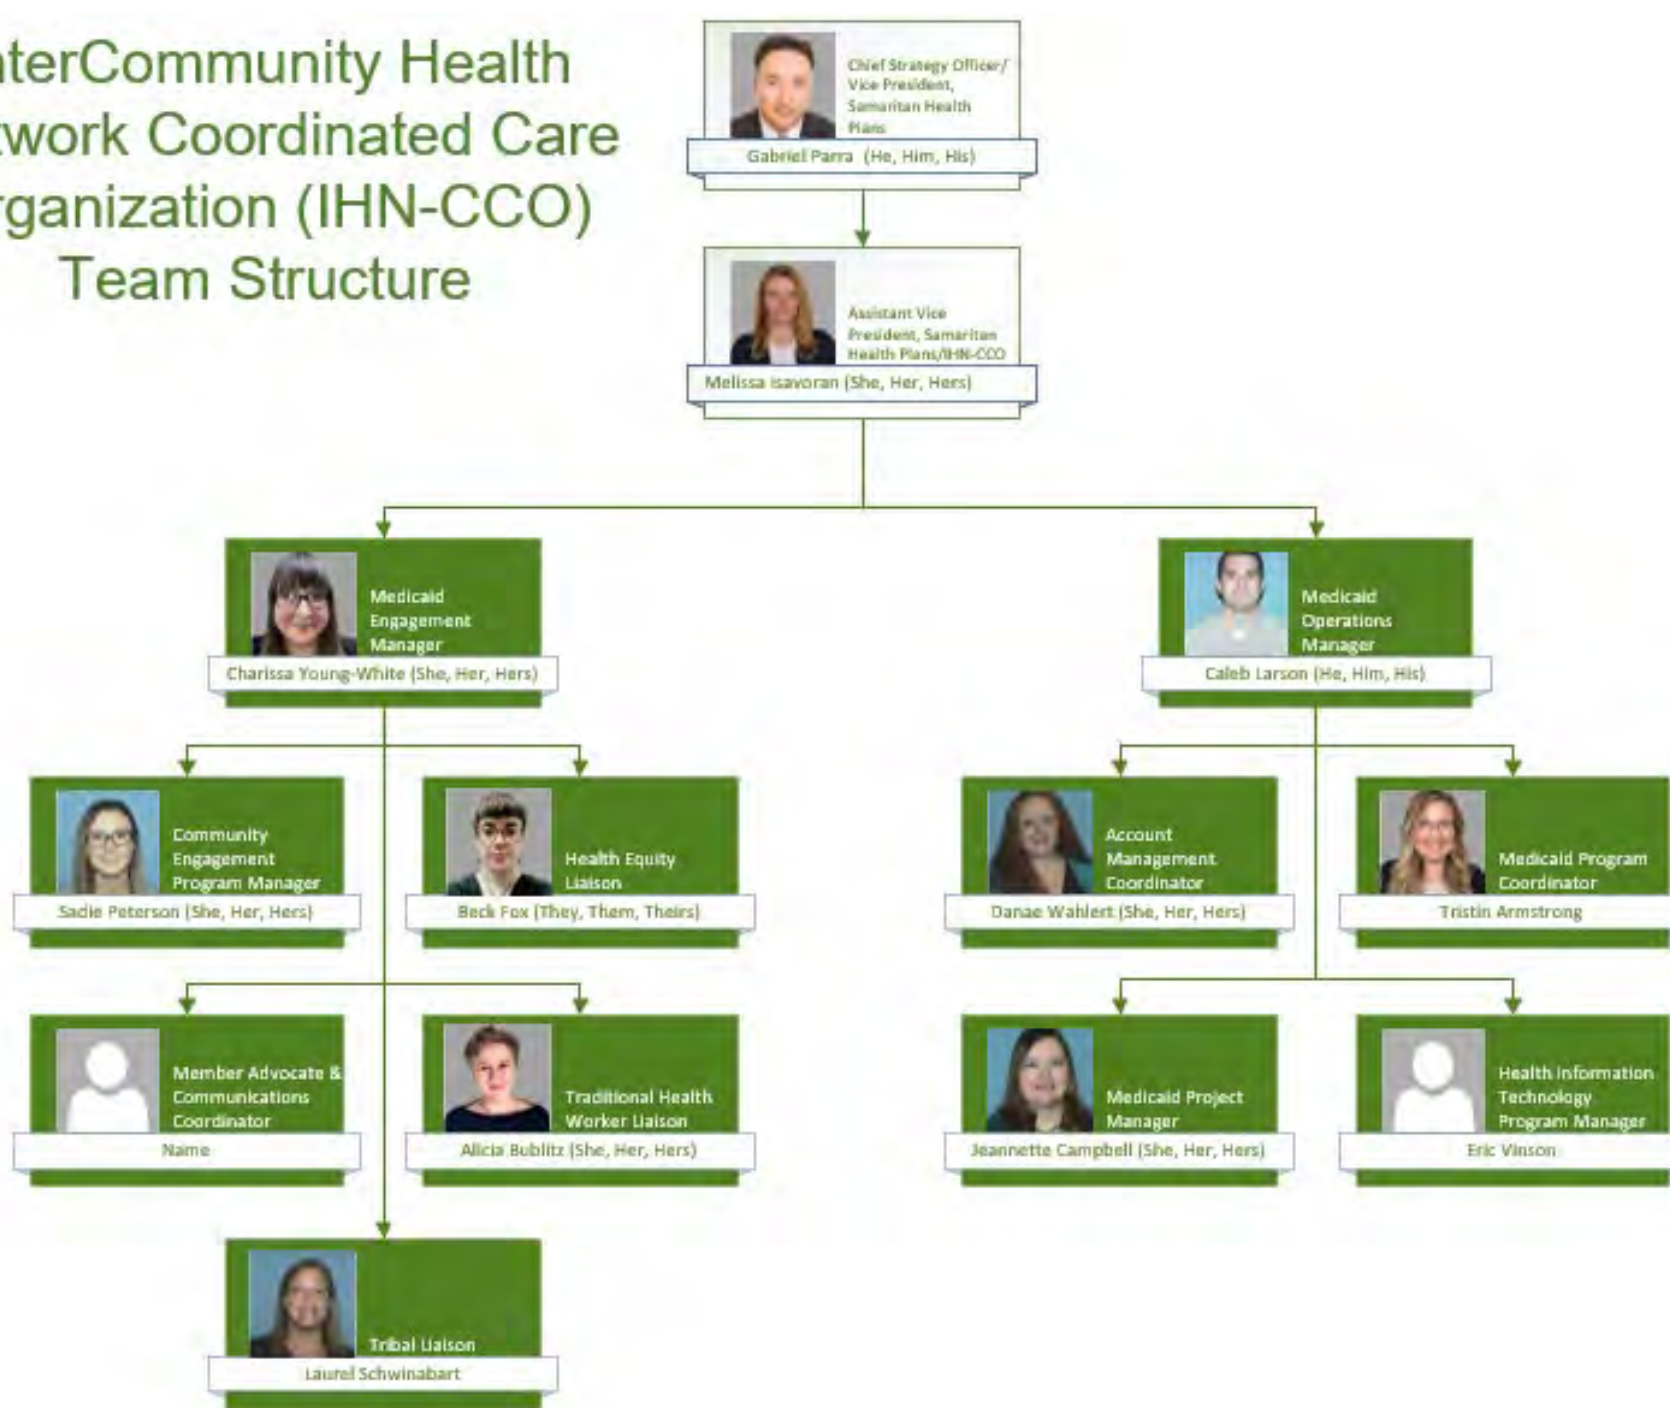 nterCommunity Health
twork Coordinated Care
rganization (IHN-CCO)
Team Structure
Chief Strategy Officer/
Vice President,
Samaritan Health
Plans
Gabriel Parra (He, Him, His)
Assistant Vice
President, Samaritan
Health Plans/IHN-CCO
Melissa Isavoran (She, Her, Hers)
Medicaid
Engagement
Manager
Charissa Young-White (She, Her, Hers)
Medicaid
Operations
Manager
Caleb Larson (He, Him, His)
Community
Engagement
Program Manager
Sadie Peterson (She, Her, Hers)
Health Equity
Liaison
Beck Fox (They, Them, Theirs)
Account
Management
Coordinator
Danae Wahlert (She, Her, Hers)
Medicaid Program
Coordinator
Tristin Armstrong
Member Advocate &
Communications
Coordinator
Name
Traditional Health
Worker Liaison
Alicia Bublitz (She, Her, Hers)
Medicaid Project
Manager
Jeannette Campbell (She, Her, Hers)
Health Information
Technology
Program Manager
Eric Vinson
Tribal Liaison
Laurel Schwinabart